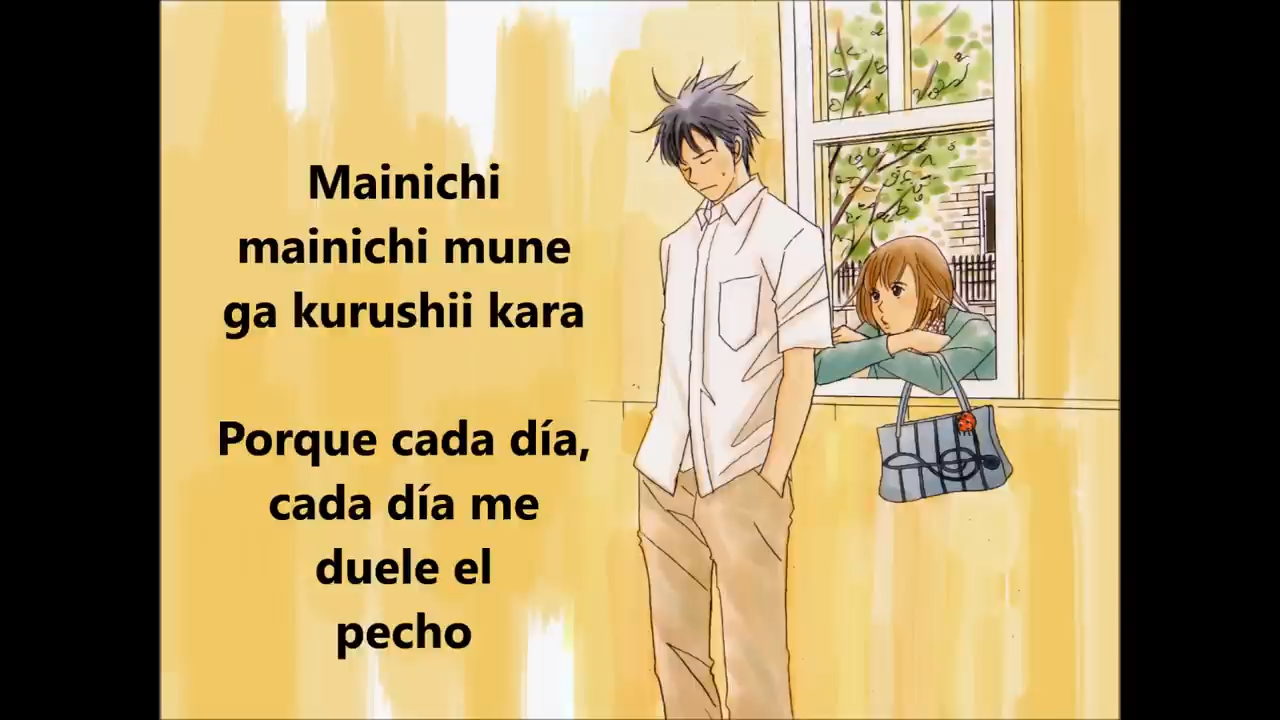 Mainichi
mainichi mune
ga kurushii kara
Porque cada día,
cada día me
duele el
pecho